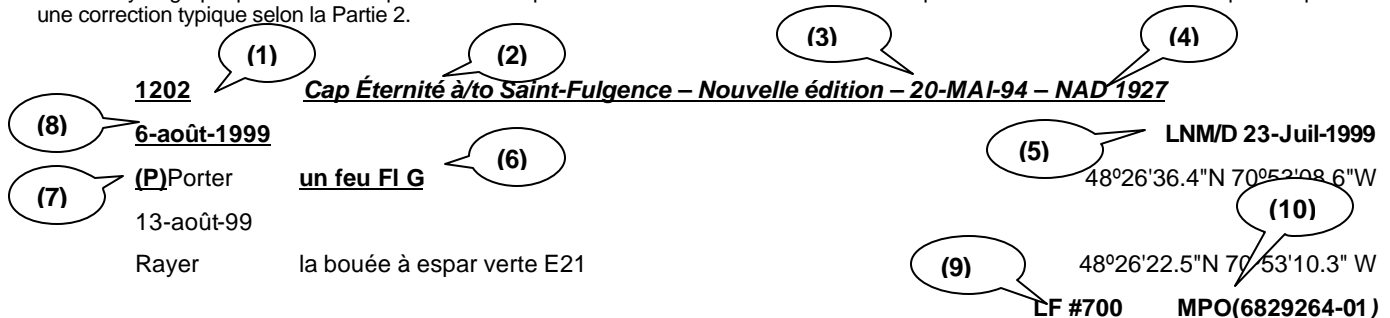 une correction typique selon la Partie 2.
(1) (2) (3) (4)
1202 Cap Éternité à/to Saint-Fulgence – Nouvelle édition – 20-MAI-94 – NAD 1927
(8) 6-août-1999 (5) LNM/D 23-Juil-1999
(7) (P)Porter un feu Fl G (6) 48º26'36.4"N
13-août-99 (10)
Rayer la bouée à espar verte E21 (9) 48º26'22.5"N 70º53'10.3" W
LF #700 MPO(6829264-01)